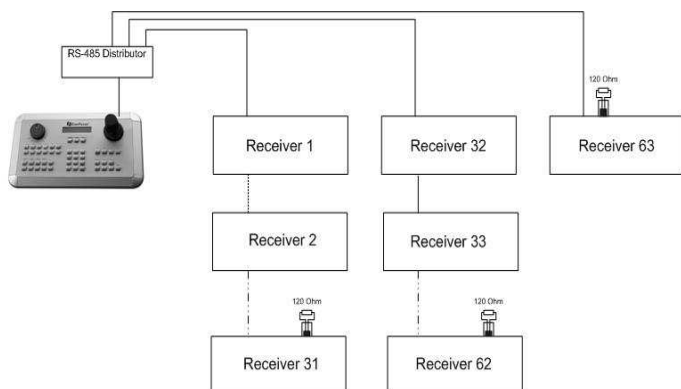 RS-485 Distributor
120 Ohm
Receiver 1
Receiver 32
Receiver 63
Receiver 2
Receiver 33
120 Ohm
120 Ohm
Receiver 31
Receiver 62